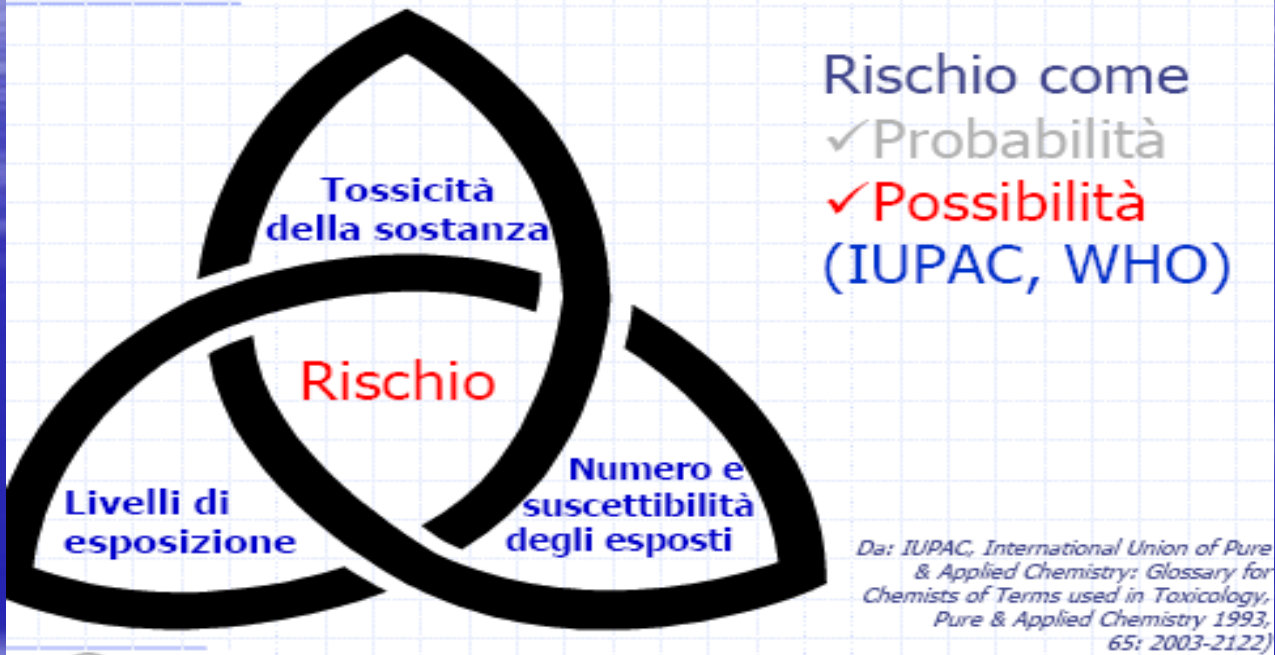 Rischio come
✓Probabilità
✓Possibilità
(IUPAC, WHO)
Tossicità
della sostanza
Rischio
Livelli di
esposizione
Numero e
suscettibilità
degli esposti
Da: IUPAC, International Union of Pure
& Applied Chemistry: Glossary for
Chemists of Terms used in Toxicology,
Pure & Applied Chemistry 1993,
65: 2003-2122)